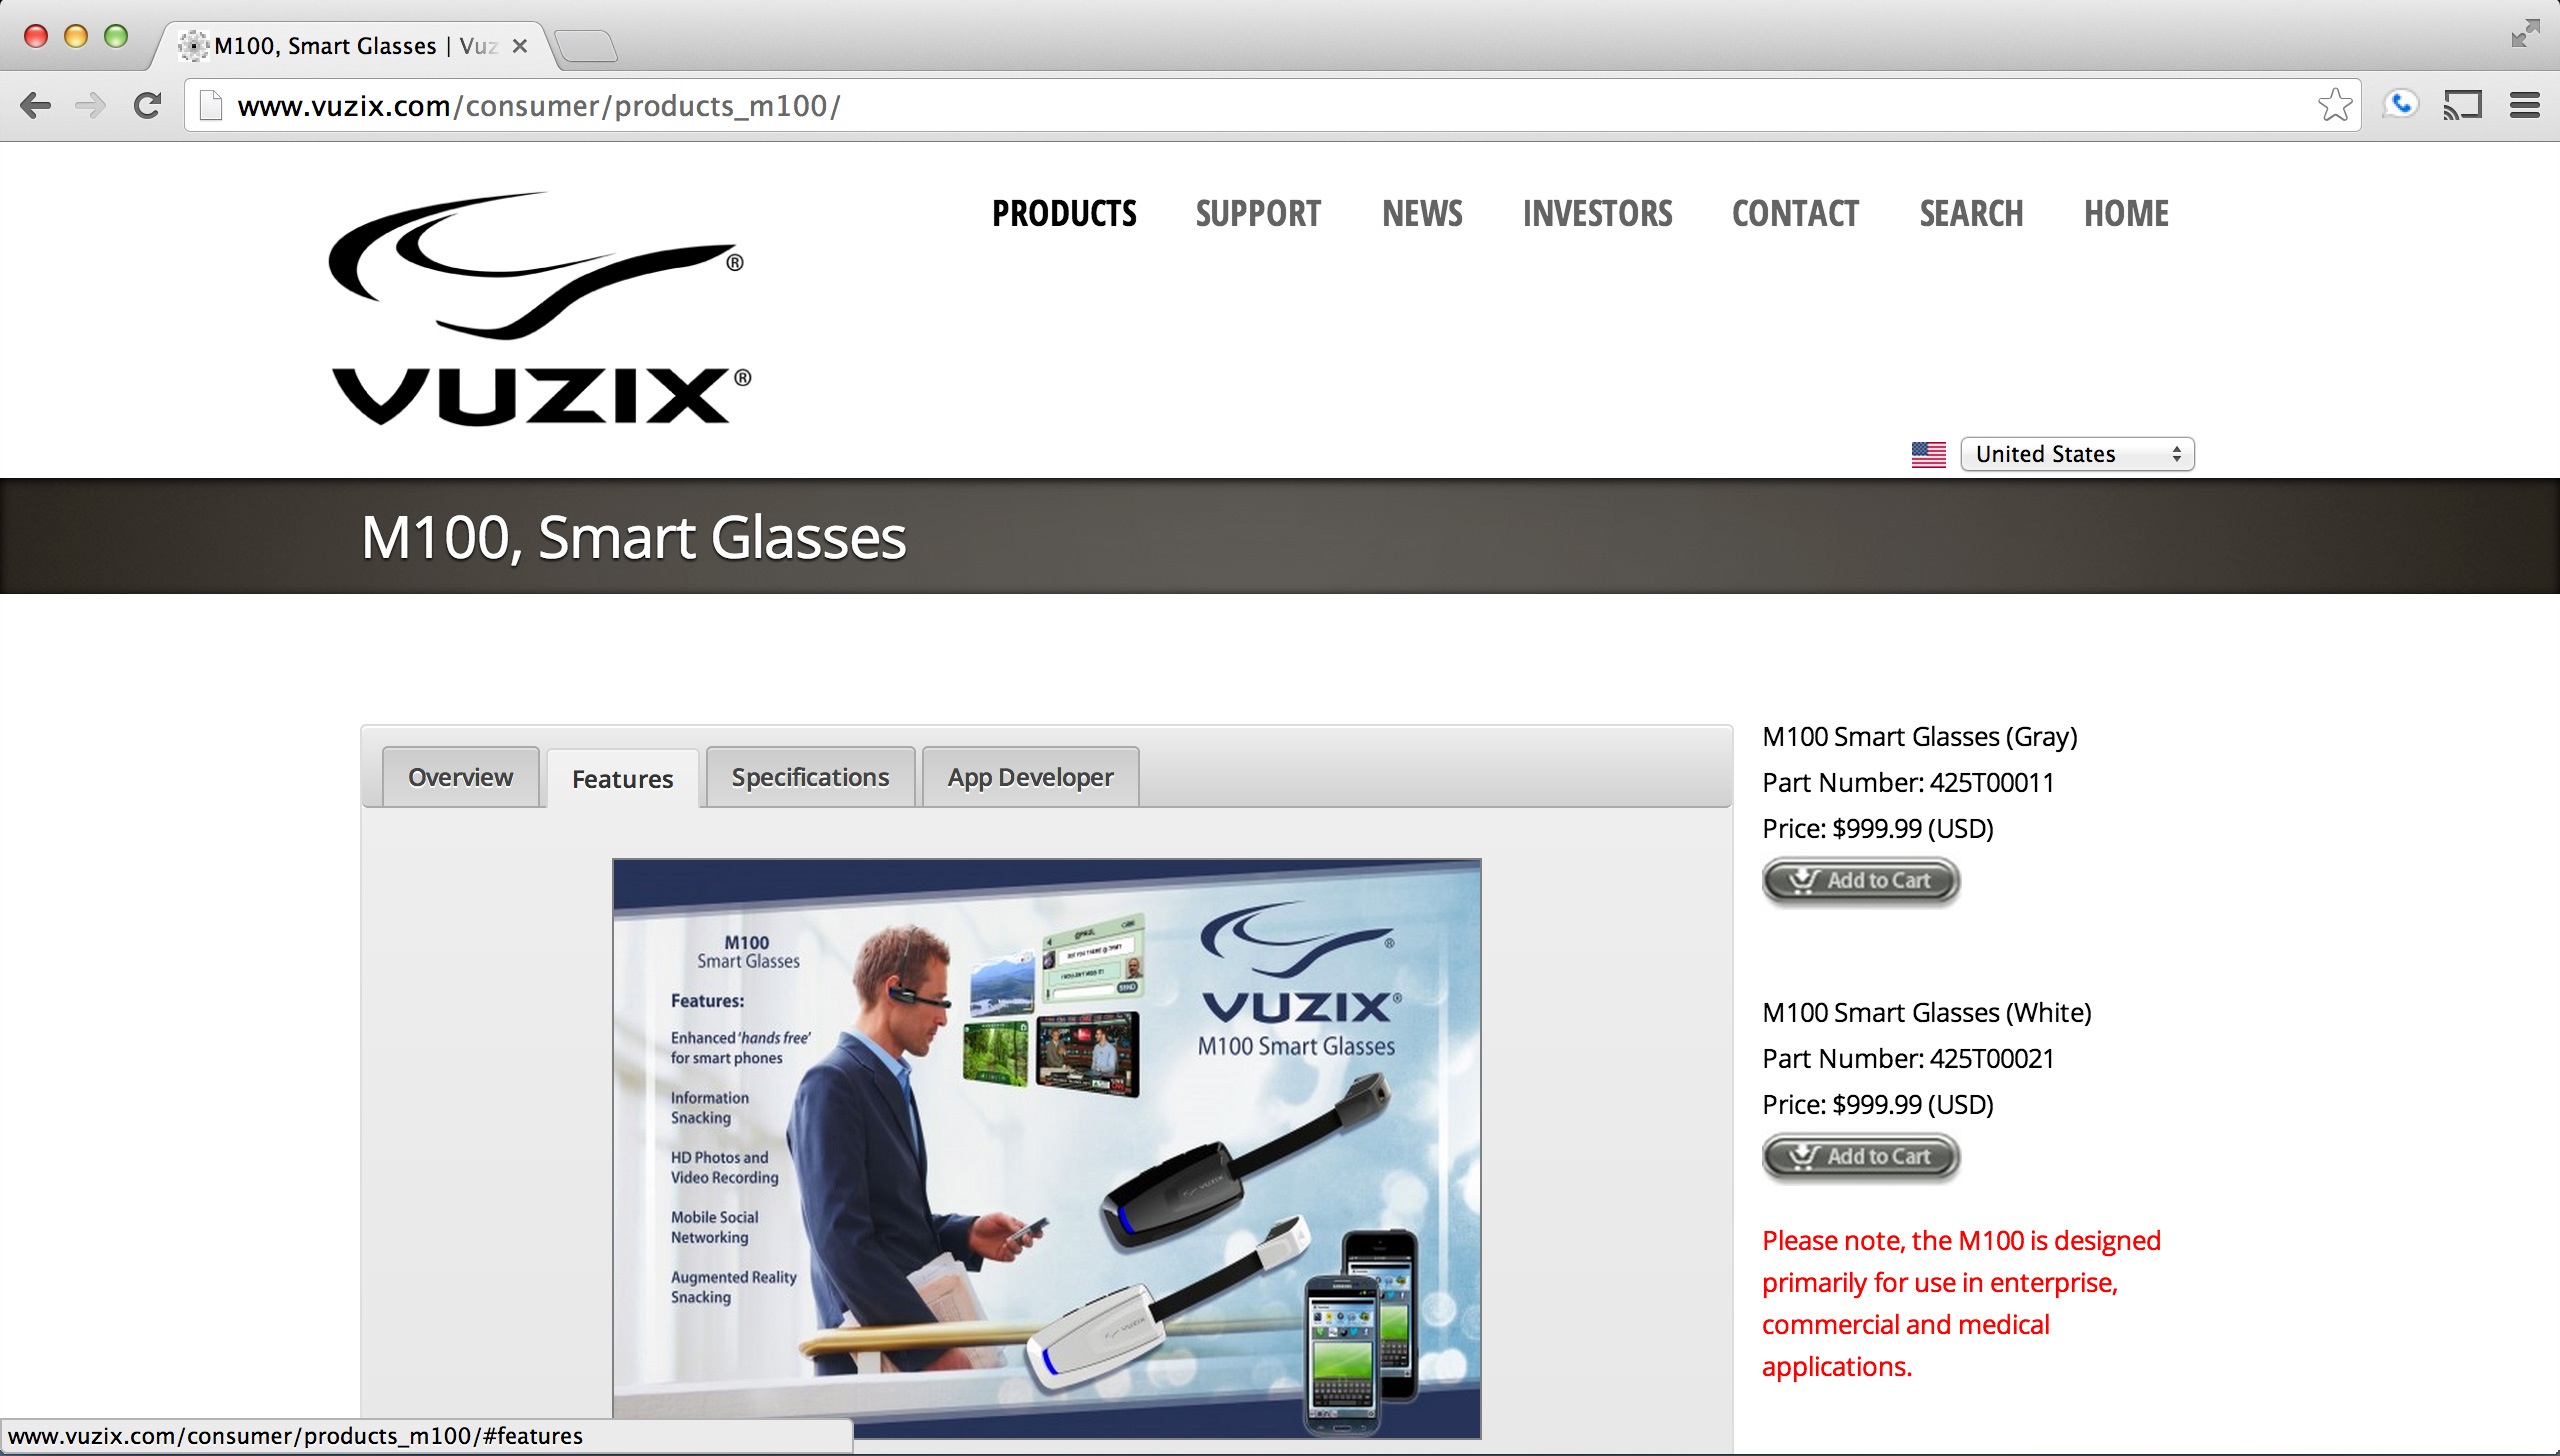 M100, Smart Glasses | Vuz
www.vuzix.com/consumer/products_m100/
PRODUCTS SUPPORT NEWS INVESTORS CONTACT SEARCH HOME
®
VUZIX®
United States
M100, Smart Glasses
Overview Features Specifications App Developer
M100
Smart Glasses
Features:
Enhanced 'hands free'
for smart phones
Information
Snacking
HD Photos and
Video Recording
Mobile Social
Networking
Augmented Reality
Snacking
SEND
®
VUZIX®
M100 Smart Glasses
VUZIX
VUZIX
M100 Smart Glasses (Gray)
Part Number: 425T00011
Price: $999.99 (USD)
Add to Cart
M100 Smart Glasses (White)
Part Number: 425T00021
Price: $999.99 (USD)
Add to Cart
Please note, the M100 is designed
primarily for use in enterprise,
commercial and medical
applications.
www.vuzix.com/consumer/products_m100/#features